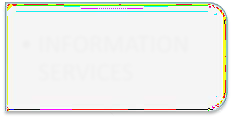 • INFORMATION
SERVICES